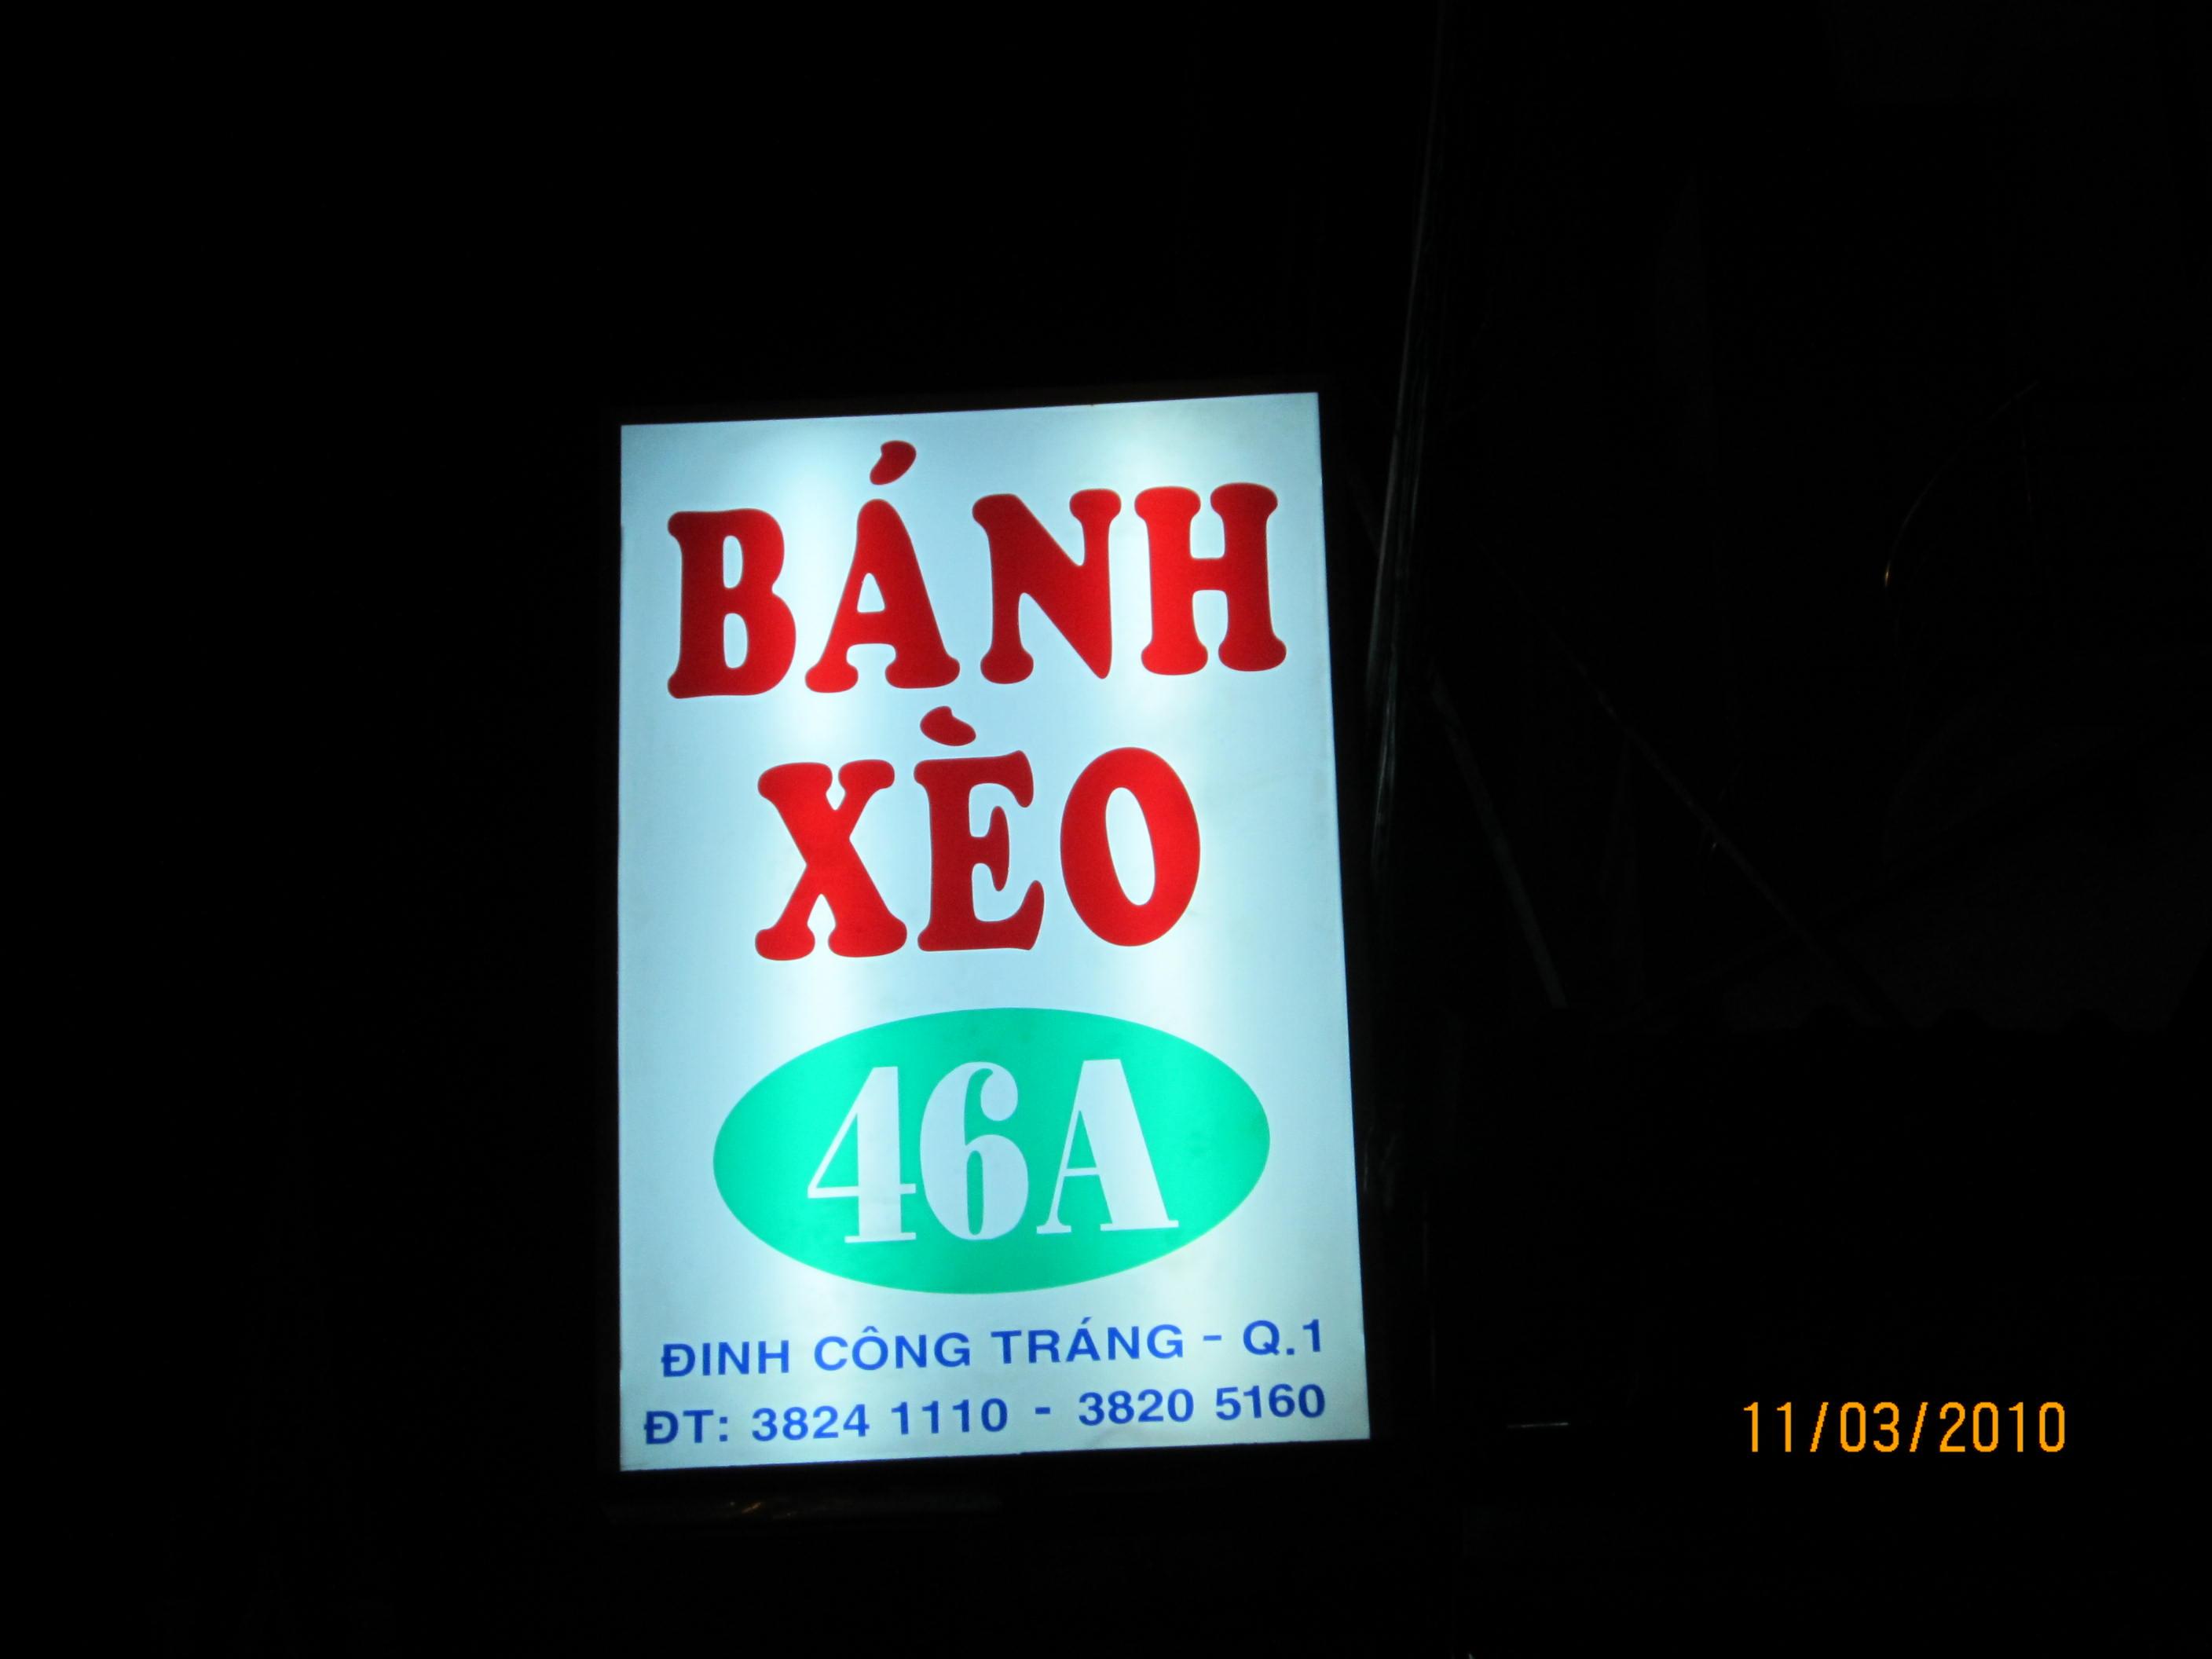 BÁNH
XÈO
46A
ĐINH CÔNG TRÁNG - Q.1
ĐT: 3824 1110 - 3820 5160
11/03/2010